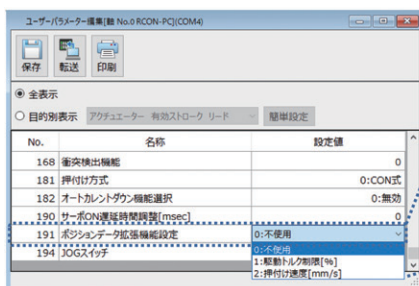 ユーザーパラメーター編集[軸 No.0 RCON-PC](COM4)
保存 転送 印刷
全表示
目的別表示 アクチュエーター 有効ストローク リード 簡単設定
No. 名称 設定値
168 衝突検出機能 0
181 押付け方式 0:CON式
182 オートカレントダウン機能選択 0:無効
190 サーボON遅延時間調整[msec] 0
191 ポジションデータ拡張機能設定 0:不使用
0:不使用
194 JOGスイッチ 1:駆動トルク制限[%]
2:押付け速度[mm/s]